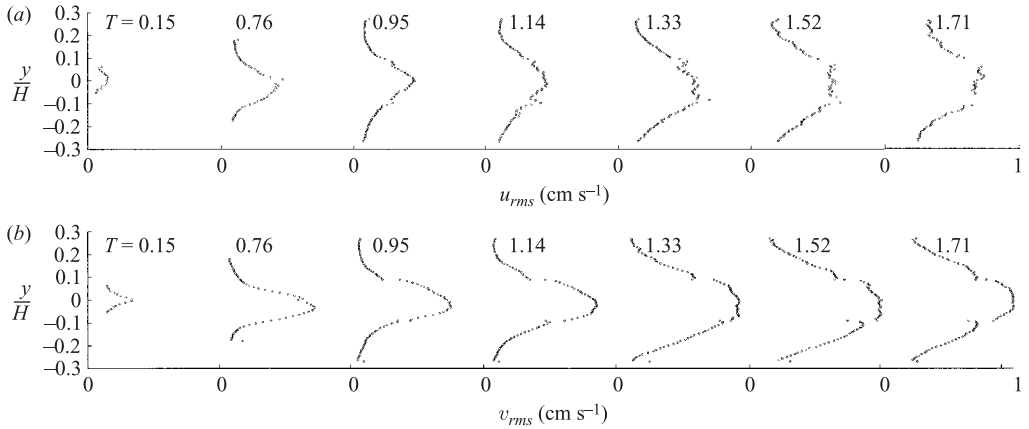 (a)
0.3
T = 0.15 0.76 0.95 1.14 1.33 1.52 1.71
0.2
0.1
y/H
0
–0.1
–0.2
–0.3
0 0 0 0 0 0 0 1
u_rms (cm s⁻¹)
(b)
0.3
T = 0.15 0.76 0.95 1.14 1.33 1.52 1.71
0.2
0.1
y/H
0
–0.1
–0.2
–0.3
0 0 0 0 0 0 0 1
v_rms (cm s⁻¹)